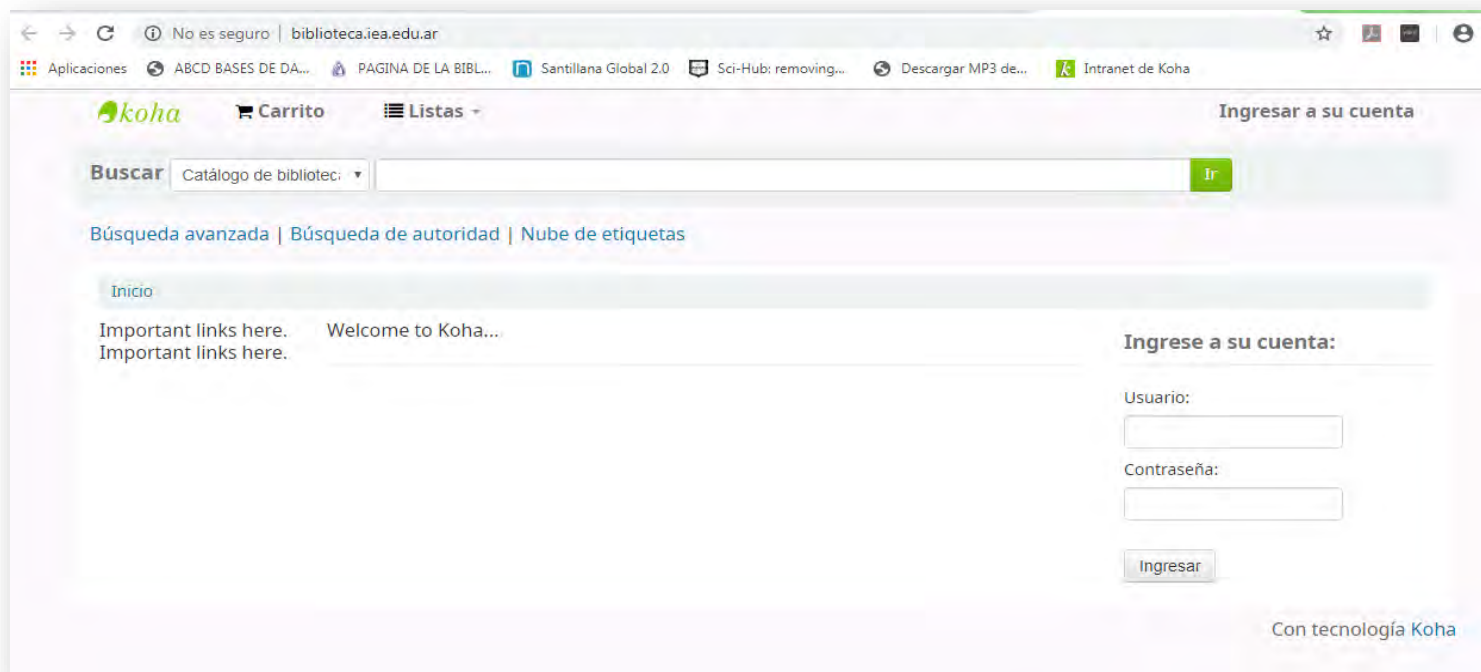 No es seguro | biblioteca.iea.edu.ar
Aplicaciones ABCD BASES DE DA... PAGINA DE LA BIBL... Santillana Global 2.0 Sci-Hub: removing... Descargar MP3 de... Intranet de Koha
koha Carrito Listas Ingresar a su cuenta
Buscar Catálogo de bibliotec Ir
Búsqueda avanzada | Búsqueda de autoridad | Nube de etiquetas
Inicio
Important links here. Welcome to Koha...
Important links here.
Ingrese a su cuenta:
Usuario:
Contraseña:
Ingresar
Con tecnología Koha